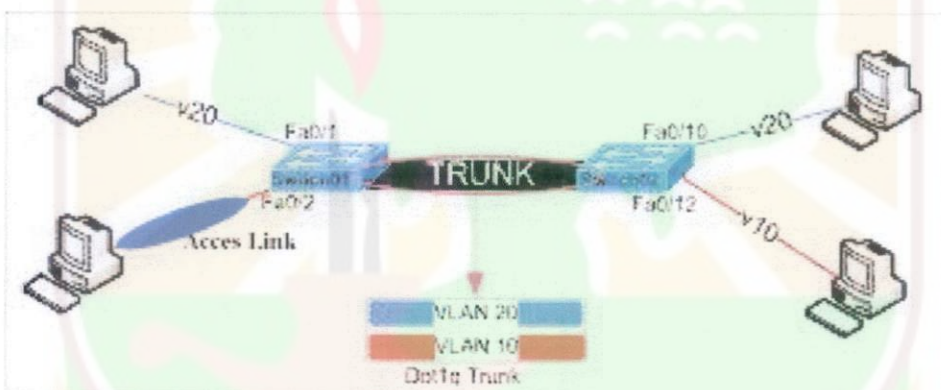 v20
Fa0/1
Fa0/10
v20
Switch01
TRUNK
Fa0/2
Fa0/12
Acces Link
v10
VLAN 20
VLAN 10
Dot1q Trunk